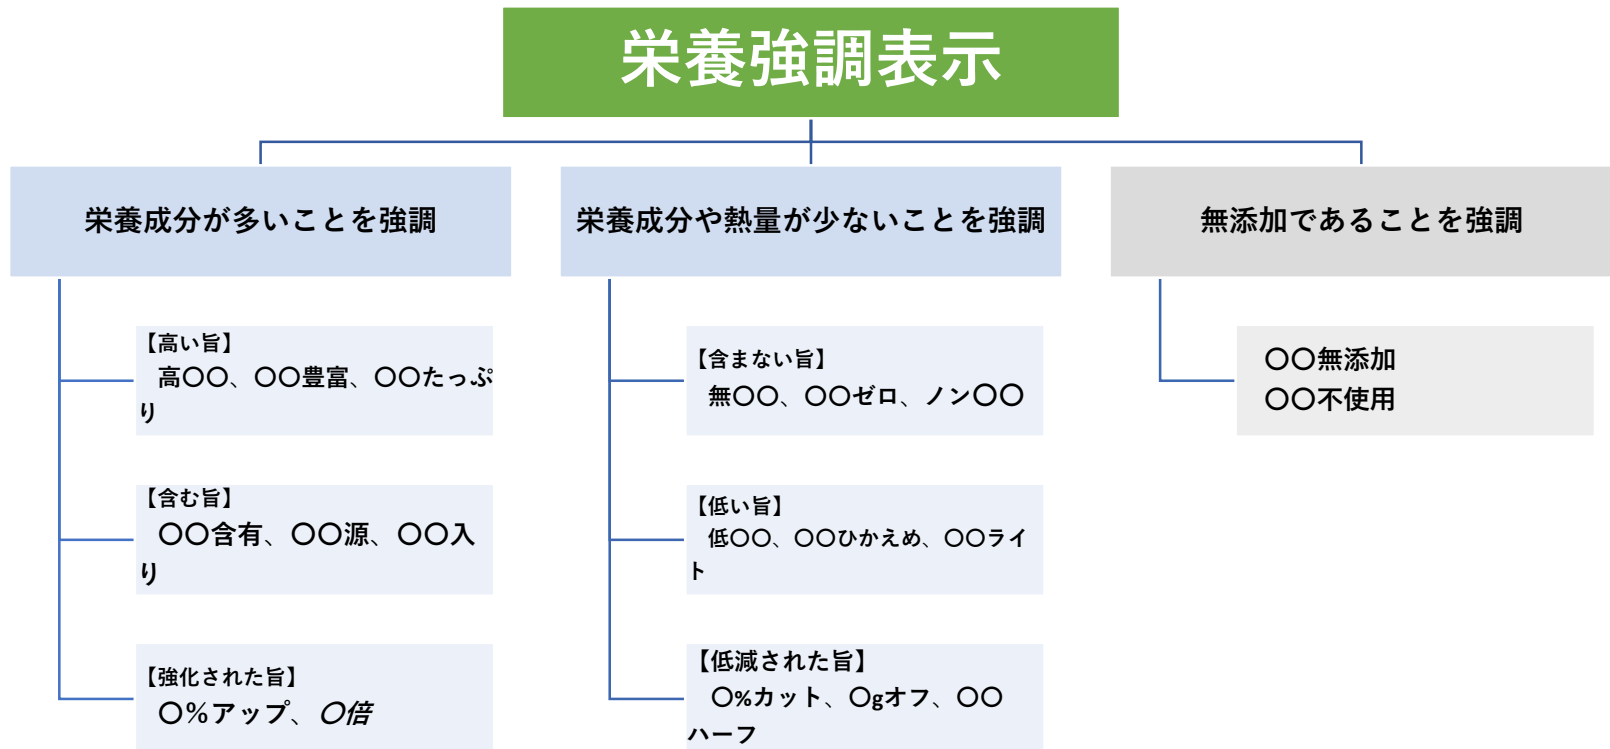 栄養強調表示
栄養成分が多いことを強調
【高い旨】
高〇〇、〇〇豊富、〇〇たっぷ
り
【含む旨】
〇〇含有、〇〇源、〇〇入
り
【強化された旨】
〇％アップ、〇倍
栄養成分や熱量が少ないことを強調
【含まない旨】
無〇〇、〇〇ゼロ、ノン〇〇
【低い旨】
低〇〇、〇〇ひかえめ、〇〇ライ
ト
【低減された旨】
〇%カット、〇gオフ、〇〇
ハーフ
無添加であることを強調
〇〇無添加
〇〇不使用